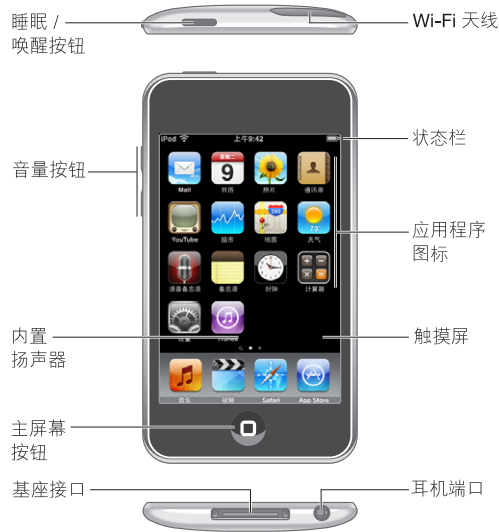 睡眠 /
唤醒按钮
Wi-Fi 天线
iPod 上午9:42
状态栏
音量按钮
星期二
9
Mail 日历 照片 通讯录
280
73°
YouTube 股市 地图 天气
应用程序
图标
语音备忘录 备忘录 时钟 计算器
设置 iTunes
内置
扬声器
触摸屏
音乐 视频 Safari App Store
主屏幕
按钮
基座接口
耳机端口